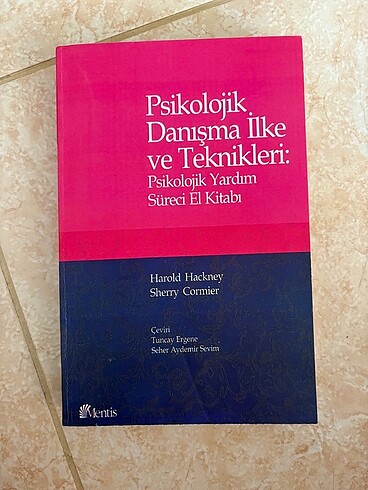 Psikolojik
Danışma İlke
ve Teknikleri:
Psikolojik Yardım
Süreci El Kitabı
Harold Hackney
Sherry Cormier
Çeviri
Tuncay Ergene
Seher Aydemir Sevim
Mentis